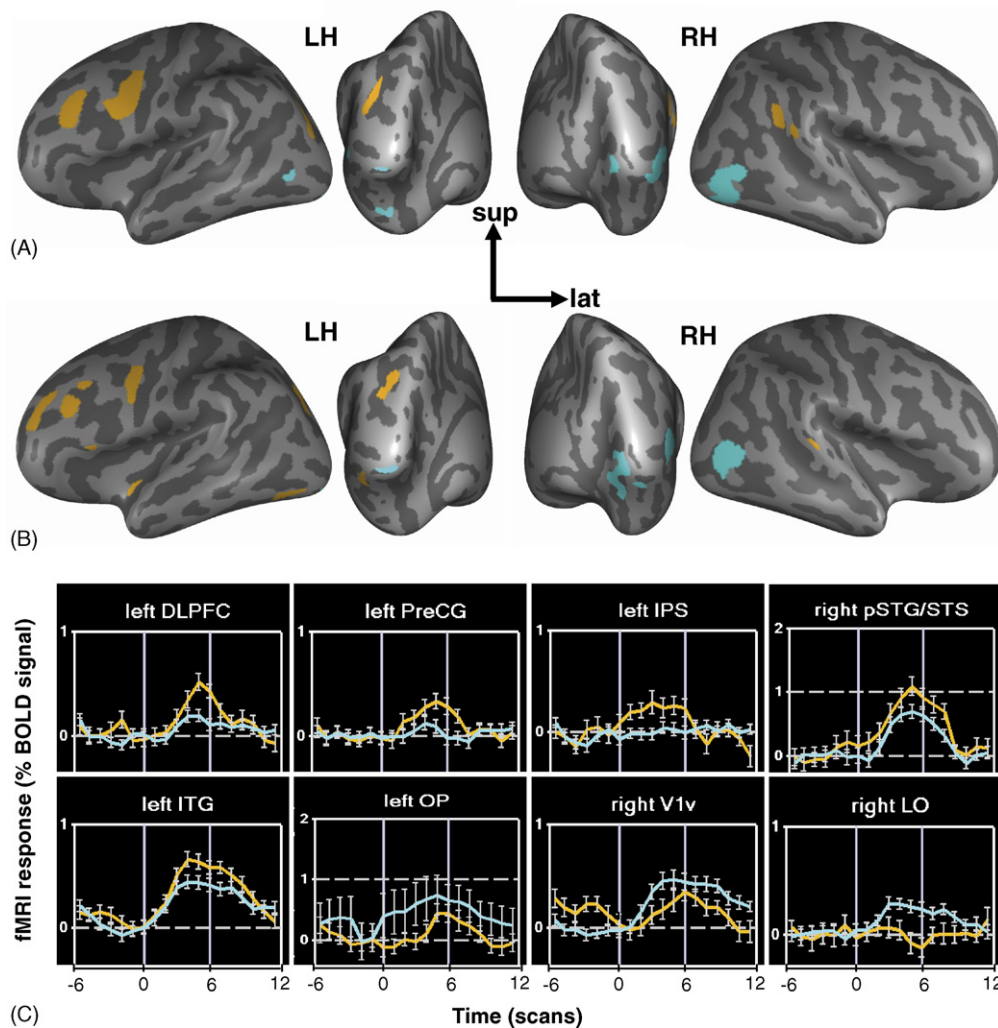 LH RH
(A)
sup
lat
LH RH
(B)
left DLPFC left PreCG left IPS right pSTG/STS
1 1 1 2
1
0 0 0 0
left ITG left OP right V1v right LO
1 2 1 1
1
0 0 0 0
-6 0 6 12 -6 0 6 12 -6 0 6 12 -6 0 6 12
fMRI response (% BOLD signal)
Time (scans)
(C)